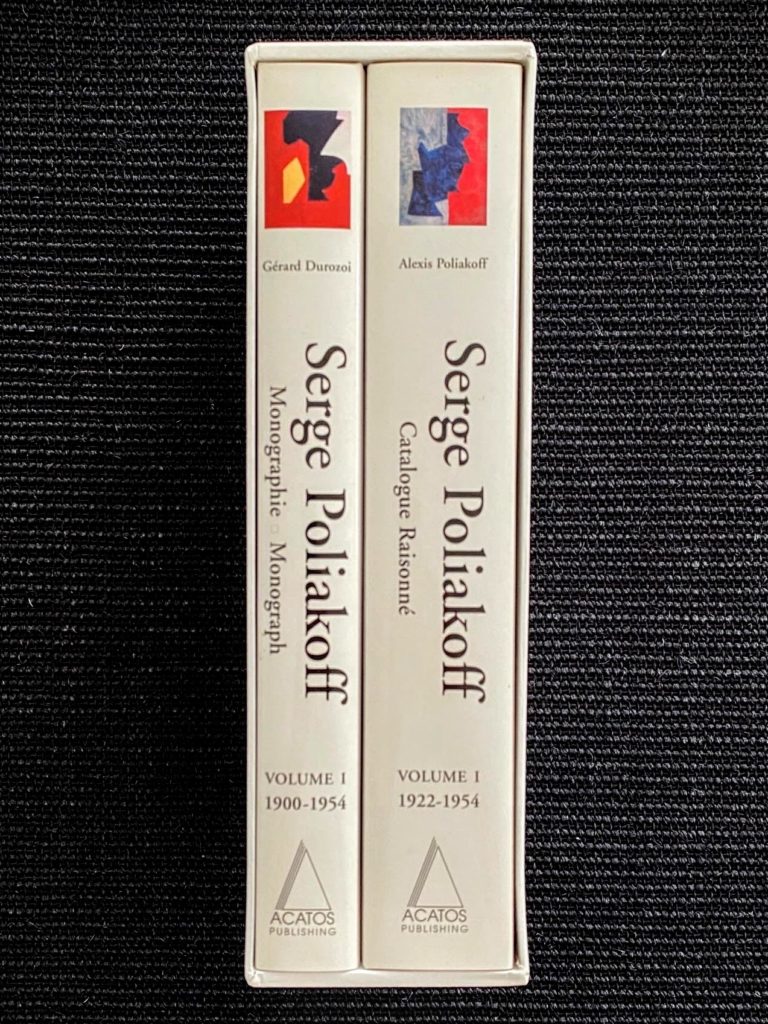 Gérard Durozoi
Serge Poliakoff
Monographie □ Monograph
VOLUME I
1900-1954
ACATOS
PUBLISHING
Alexis Poliakoff
Serge Poliakoff
Catalogue Raisonné
VOLUME I
1922-1954
ACATOS
PUBLISHING